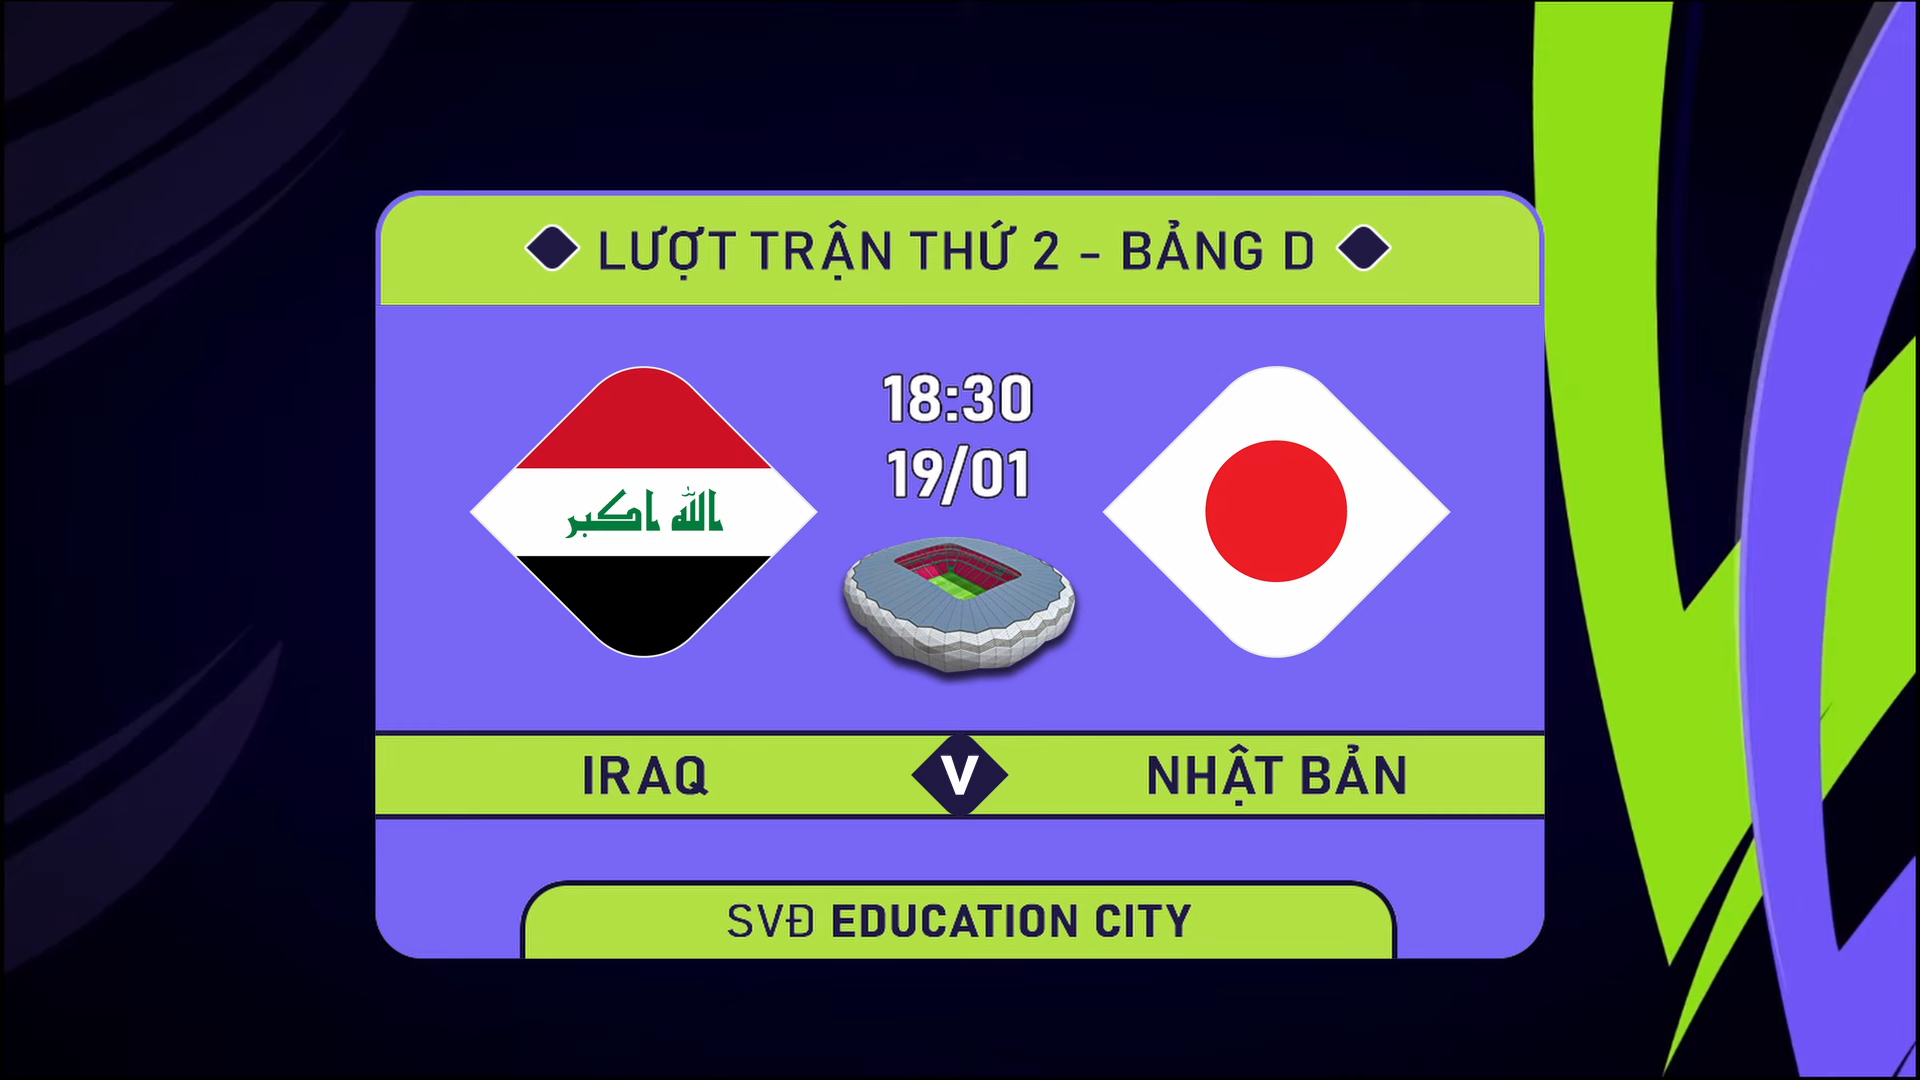 LƯỢT TRẬN THỨ 2 - BẢNG D
18:30
19/01
الله اكبر
IRAQ V NHẬT BẢN
SVĐ EDUCATION CITY